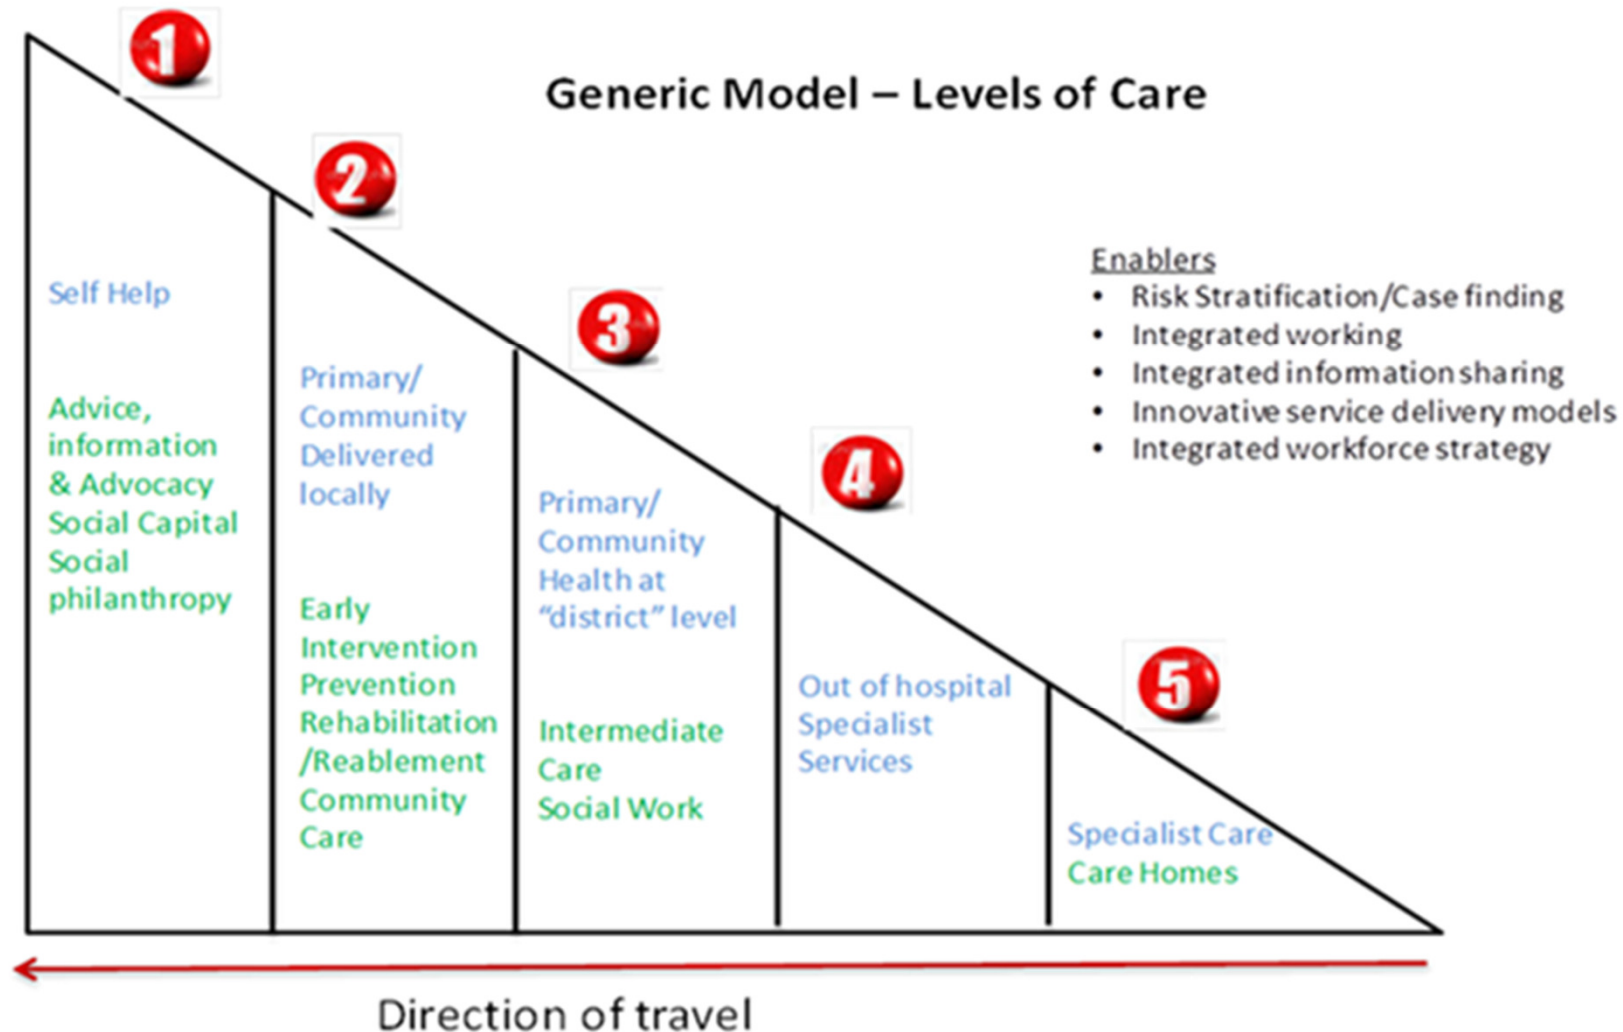 1
Generic Model – Levels of Care
2
3
4
5
Enablers
• Risk Stratification/Case finding
• Integrated working
• Integrated information sharing
• Innovative service delivery models
• Integrated workforce strategy
Self Help
Advice,
information
& Advocacy
Social Capital
Social
philanthropy
Primary/
Community
Delivered
locally
Early
Intervention
Prevention
Rehabilitation
/Reablement
Community
Care
Primary/
Community
Health at
“district” level
Intermediate
Care
Social Work
Out of hospital
Specialist
Services
Specialist Care
Care Homes
Direction of travel